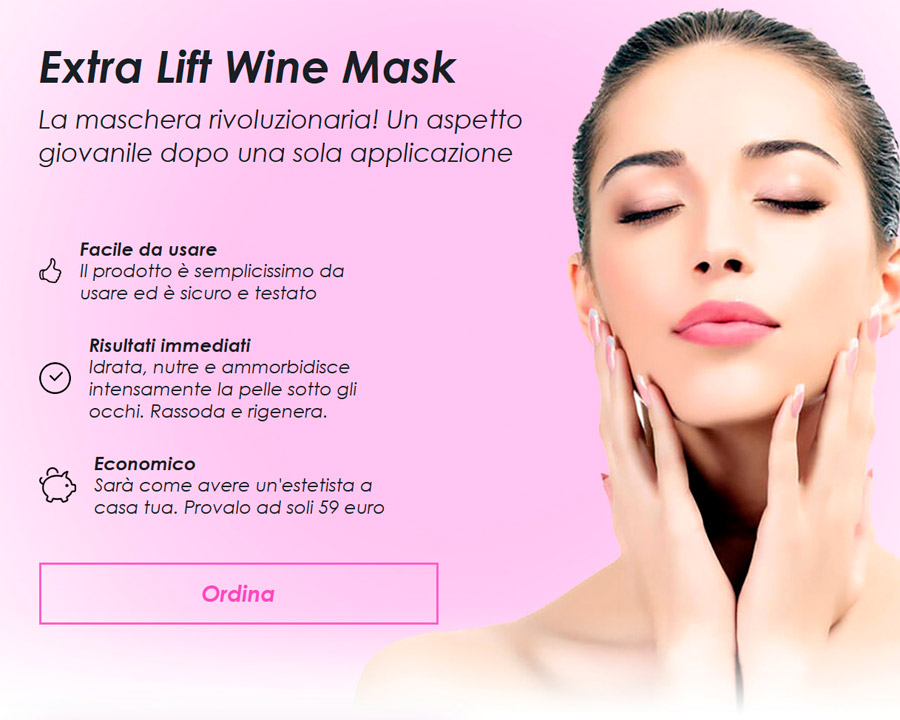 Extra Lift Wine Mask
La maschera rivoluzionaria! Un aspetto
giovanile dopo una sola applicazione
Facile da usare
Il prodotto è semplicissimo da
usare ed è sicuro e testato
Risultati immediati
Idrata, nutre e ammorbidisce
intensamente la pelle sotto gli
occhi. Rassoda e rigenera.
Economico
Sarà come avere un'estetista a
casa tua. Provalo ad soli 59 euro
Ordina